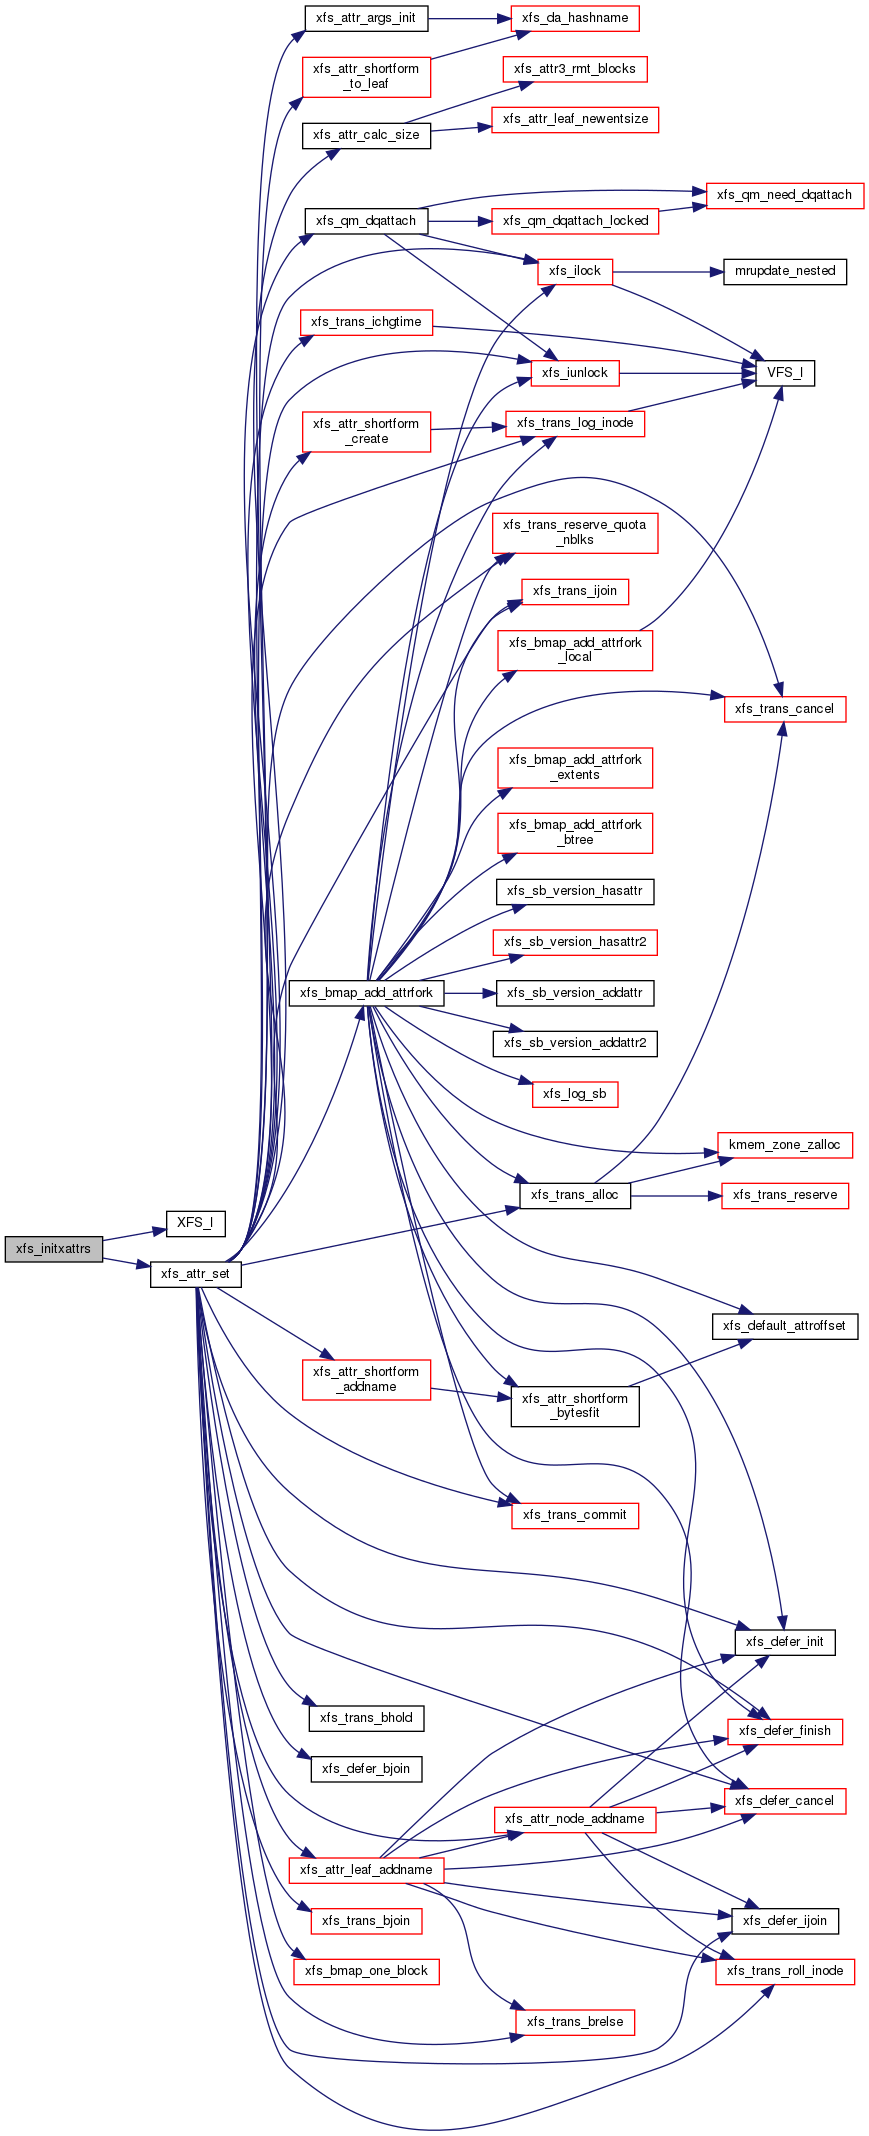 xfs_attr_args_init
xfs_da_hashname
xfs_attr_shortform
_to_leaf
xfs_attr3_rmt_blocks
xfs_attr_leaf_newentsize
xfs_attr_calc_size
xfs_qm_need_dqattach
xfs_qm_dqattach
xfs_qm_dqattach_locked
xfs_ilock
mrupdate_nested
xfs_trans_ichgtime
xfs_iunlock
VFS_I
xfs_attr_shortform
_create
xfs_trans_log_inode
xfs_trans_reserve_quota
_nblks
xfs_trans_ijoin
xfs_bmap_add_attrfork
_local
xfs_trans_cancel
xfs_bmap_add_attrfork
_extents
xfs_bmap_add_attrfork
_btree
xfs_sb_version_hasattr
xfs_sb_version_hasattr2
xfs_bmap_add_attrfork
xfs_sb_version_addattr
xfs_sb_version_addattr2
xfs_log_sb
kmem_zone_zalloc
xfs_trans_alloc
xfs_trans_reserve
XFS_I
xfs_initxattrs
xfs_attr_set
xfs_default_attroffset
xfs_attr_shortform
_addname
xfs_attr_shortform
_bytesfit
xfs_trans_commit
xfs_defer_init
xfs_trans_bhold
xfs_defer_finish
xfs_defer_bjoin
xfs_defer_cancel
xfs_attr_node_addname
xfs_attr_leaf_addname
xfs_trans_bjoin
xfs_defer_ijoin
xfs_bmap_one_block
xfs_trans_roll_inode
xfs_trans_brelse